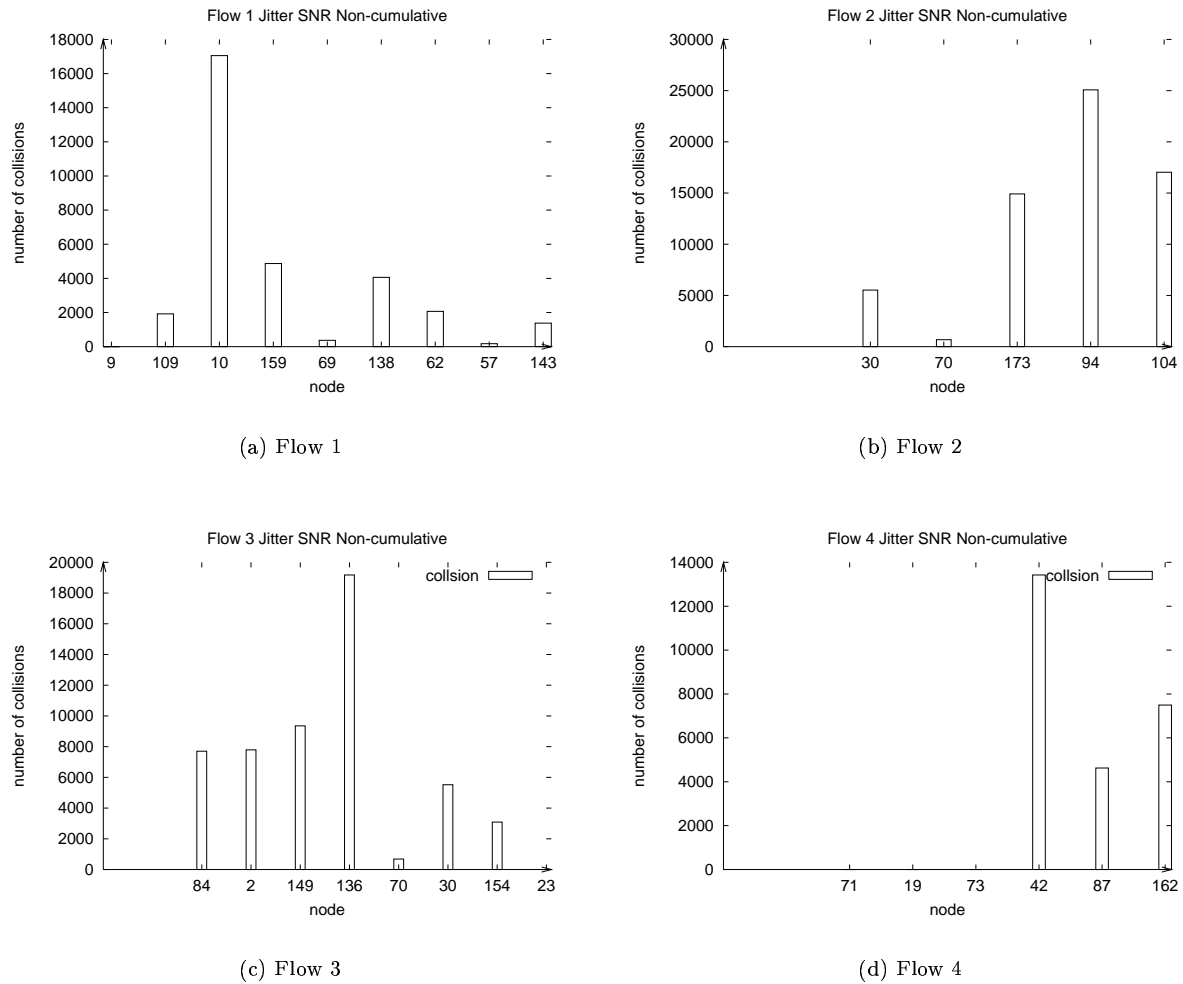 Flow 1 Jitter SNR Non-cumulative
18000
16000
14000
12000
10000
8000
6000
4000
2000
0
number of collisions
9 109 10 159 69 138 62 57 143
node
(a) Flow 1
Flow 2 Jitter SNR Non-cumulative
30000
25000
20000
15000
10000
5000
0
number of collisions
30 70 173 94 104
node
(b) Flow 2
Flow 3 Jitter SNR Non-cumulative
collsion
20000
18000
16000
14000
12000
10000
8000
6000
4000
2000
0
number of collisions
84 2 149 136 70 30 154 23
node
(c) Flow 3
Flow 4 Jitter SNR Non-cumulative
collsion
14000
12000
10000
8000
6000
4000
2000
0
number of collisions
71 19 73 42 87 162
node
(d) Flow 4